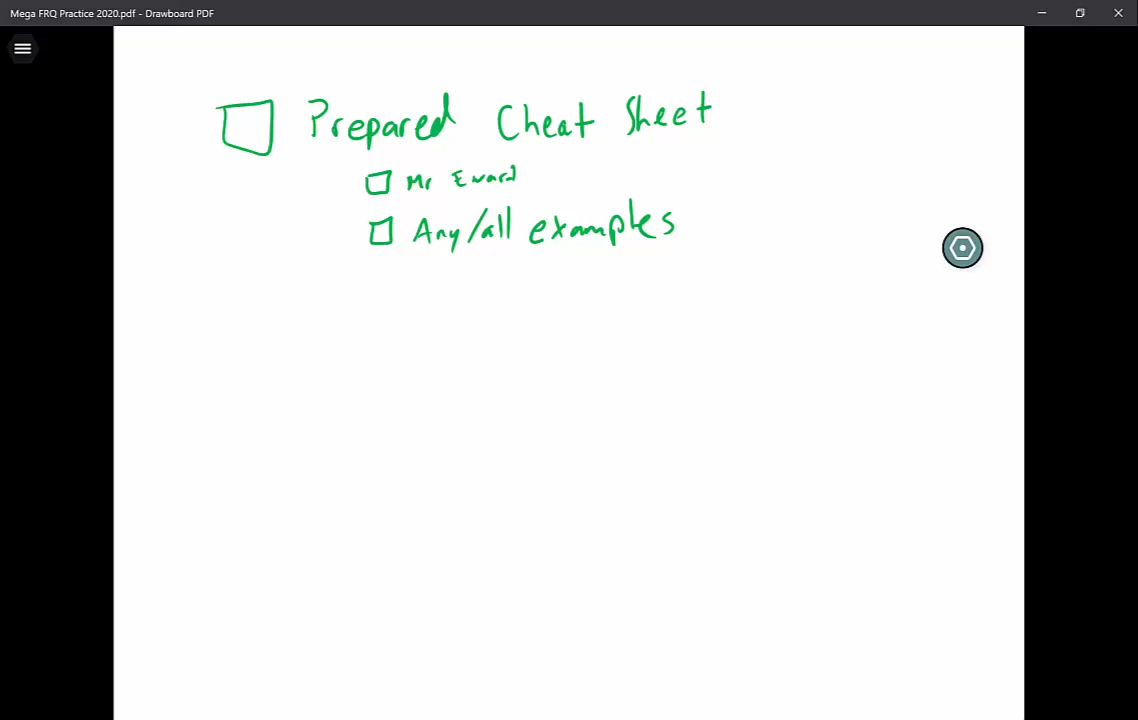 Mega FRQ Practice 2020.pdf - Drawboard PDF
Prepared Cheat Sheet
Mr Eward
Any/all examples